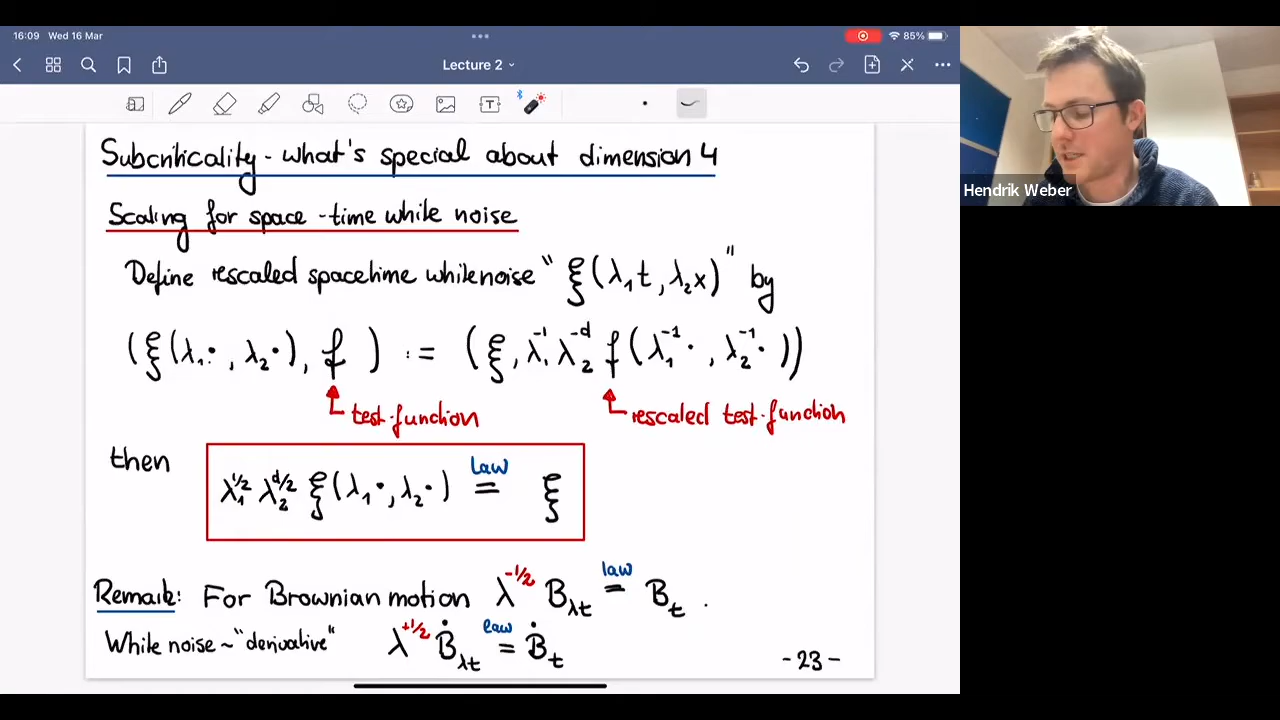 16:09 Wed 16 Mar
85%
Lecture 2
Subcriticality - what's special about dimension 4
Scaling for space-time white noise
Define rescaled spacetime white noise "ξ(λ₁t, λ₂x)" by
(ξ(λ₁•, λ₂•), f) := (ξ, λ₁⁻¹ λ₂⁻ᵈ f(λ₁⁻¹•, λ₂⁻¹•))
test-function
rescaled test-function
then
λ₁^{1/2} λ₂^{d/2} ξ(λ₁•, λ₂•) =^{law} ξ
Remark: For Brownian motion λ^{-1/2} B_{λt} =^{law} B_t .
White noise ~ "derivative" λ^{+1/2} Ḃ_{λt} =^{law} Ḃ_t
-23-
Hendrik Weber